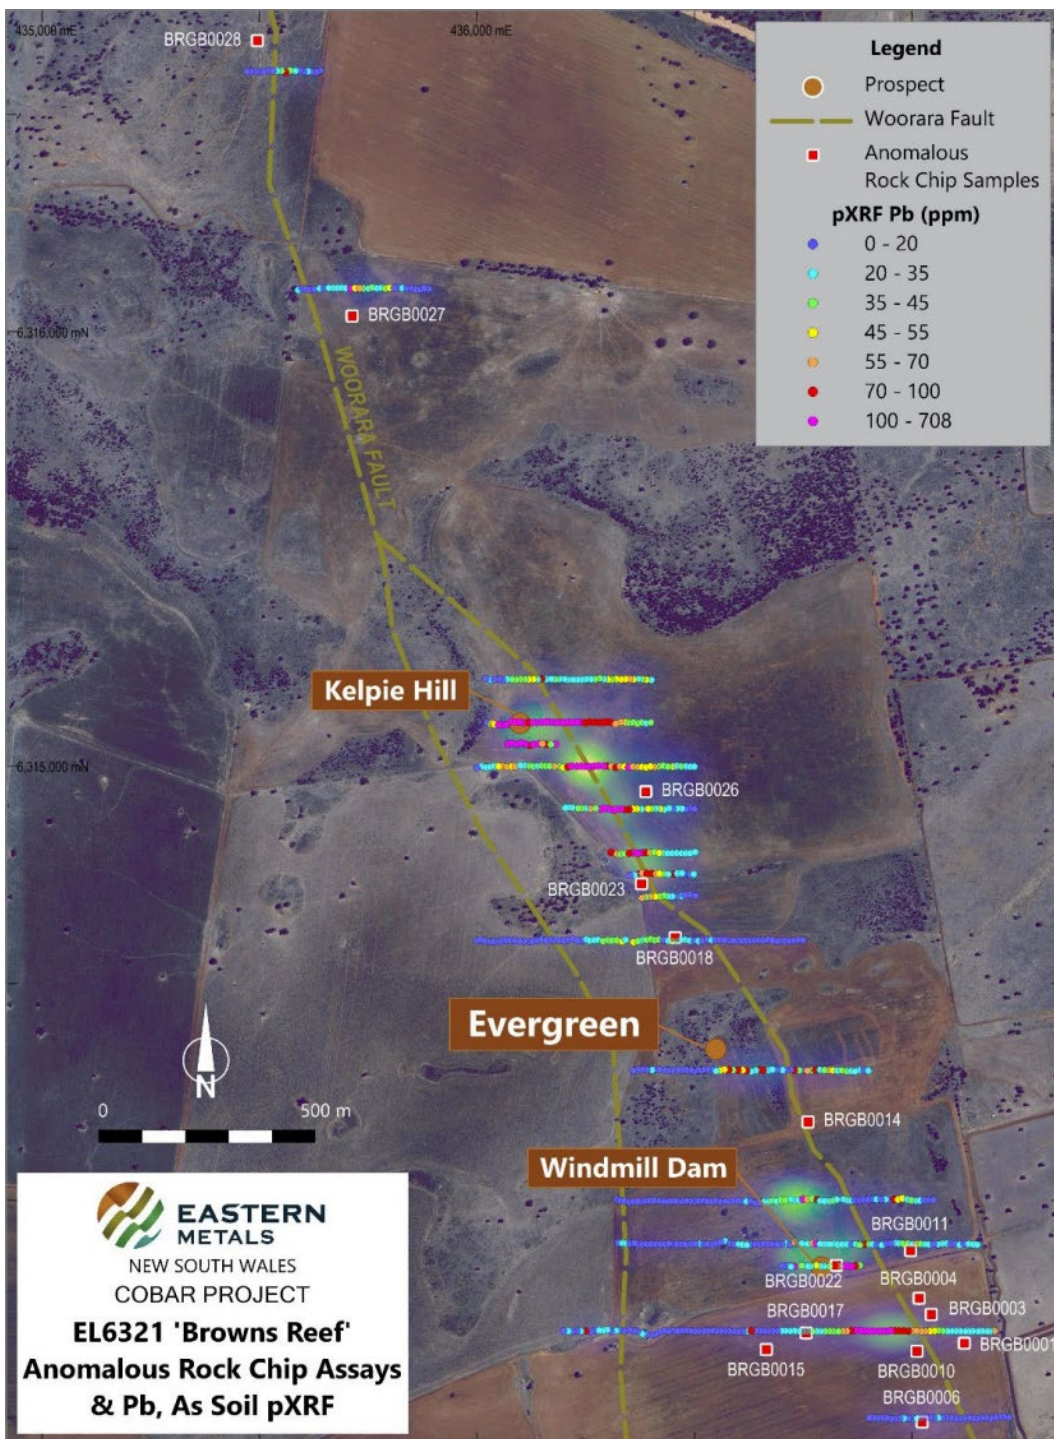 435,000 mE
436,000 mE
BRGB0028
Legend
Prospect
Woorara Fault
Anomalous
Rock Chip Samples
pXRF Pb (ppm)
0 - 20
20 - 35
35 - 45
45 - 55
55 - 70
70 - 100
100 - 708
BRGB0027
6,316,000 mN
WOORARA FAULT
Kelpie Hill
6,315,000 mN
BRGB0026
BRGB0023
BRGB0018
Evergreen
N
0 500 m
BRGB0014
Windmill Dam
BRGB0011
BRGB0022
BRGB0004
BRGB0017
BRGB0003
BRGB0001
BRGB0015
BRGB0010
BRGB0006
EASTERN
METALS
NEW SOUTH WALES
COBAR PROJECT
EL6321 'Browns Reef'
Anomalous Rock Chip Assays
& Pb, As Soil pXRF